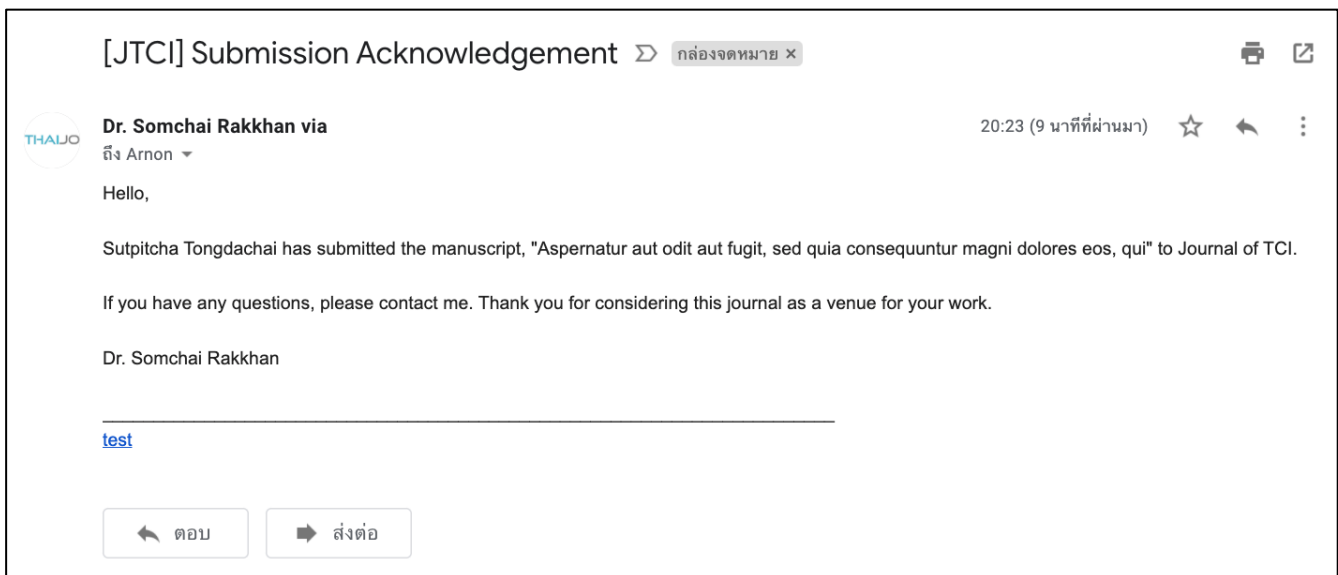 [JTCI] Submission Acknowledgement กล่องจดหมาย ×
THAIJO
Dr. Somchai Rakkhan via 20:23 (9 นาทีที่ผ่านมา)
ถึง Arnon
Hello,
Sutpitcha Tongdachai has submitted the manuscript, "Aspernatur aut odit aut fugit, sed quia consequuntur magni dolores eos, qui" to Journal of TCI.
If you have any questions, please contact me. Thank you for considering this journal as a venue for your work.
Dr. Somchai Rakkhan
test
ตอบ ส่งต่อ